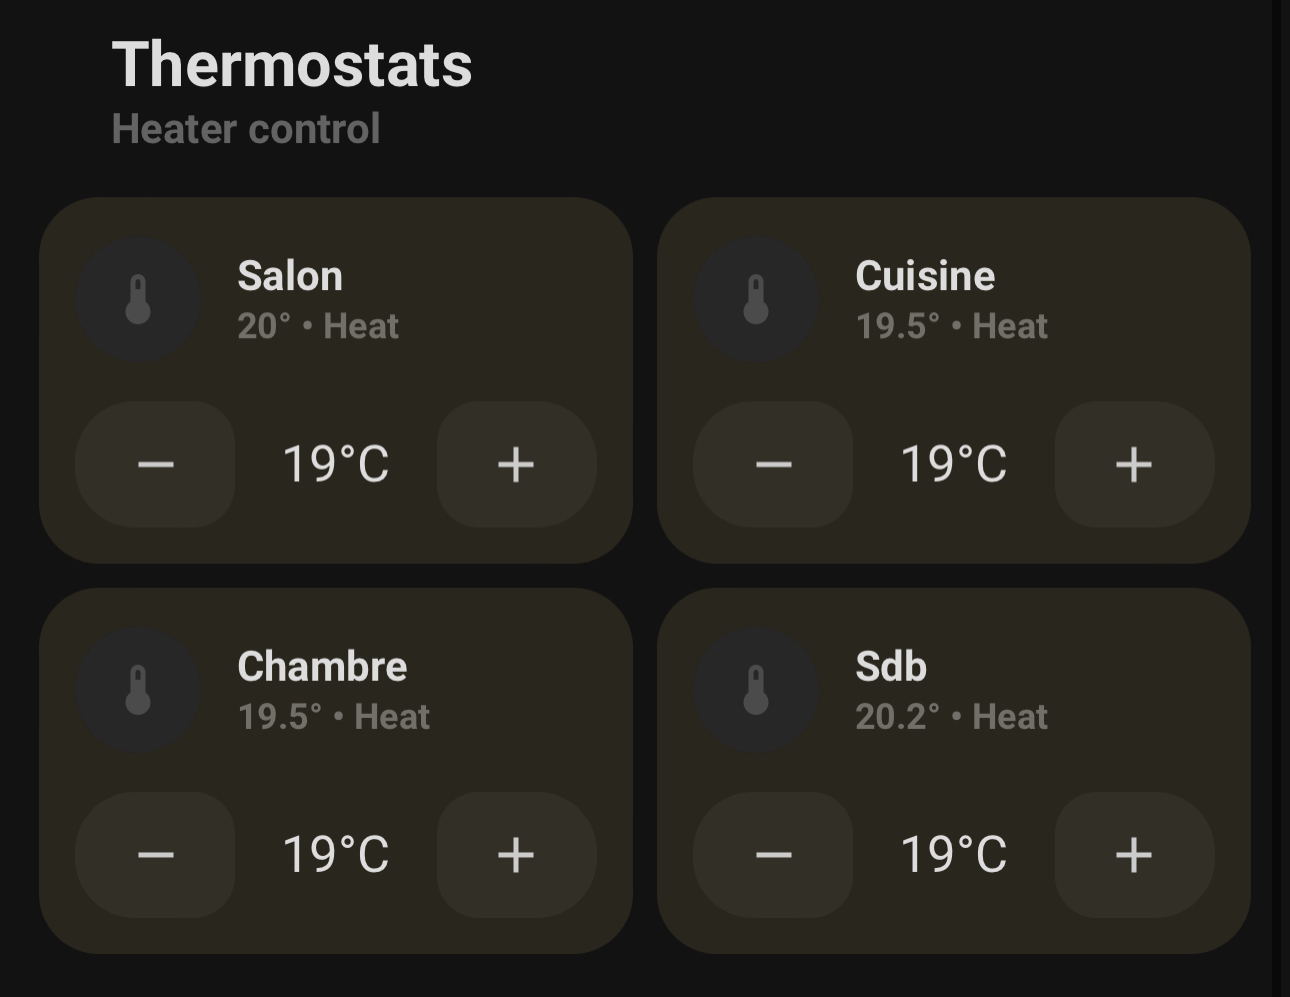 Thermostats
Heater control
Salon
20° • Heat
− 19°C +
Cuisine
19.5° • Heat
− 19°C +
Chambre
19.5° • Heat
− 19°C +
Sdb
20.2° • Heat
− 19°C +